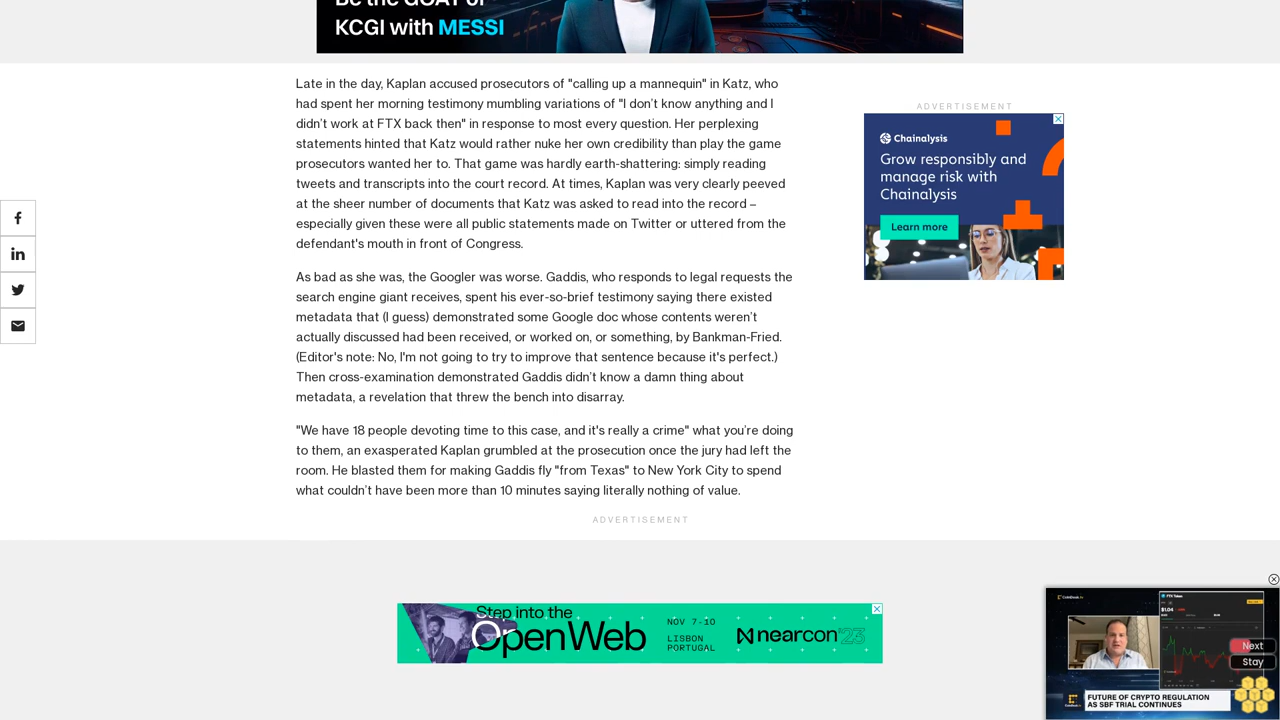 Be the GOAT of
KCGI with MESSI
Late in the day, Kaplan accused prosecutors of "calling up a mannequin" in Katz, who
had spent her morning testimony mumbling variations of "I don’t know anything and I
didn’t work at FTX back then" in response to most every question. Her perplexing
statements hinted that Katz would rather nuke her own credibility than play the game
prosecutors wanted her to. That game was hardly earth-shattering: simply reading
tweets and transcripts into the court record. At times, Kaplan was very clearly peeved
at the sheer number of documents that Katz was asked to read into the record –
especially given these were all public statements made on Twitter or uttered from the
defendant's mouth in front of Congress.
As bad as she was, the Googler was worse. Gaddis, who responds to legal requests the
search engine giant receives, spent his ever-so-brief testimony saying there existed
metadata that (I guess) demonstrated some Google doc whose contents weren’t
actually discussed had been received, or worked on, or something, by Bankman-Fried.
(Editor's note: No, I'm not going to try to improve that sentence because it's perfect.)
Then cross-examination demonstrated Gaddis didn’t know a damn thing about
metadata, a revelation that threw the bench into disarray.
"We have 18 people devoting time to this case, and it's really a crime" what you’re doing
to them, an exasperated Kaplan grumbled at the prosecution once the jury had left the
room. He blasted them for making Gaddis fly "from Texas" to New York City to spend
what couldn’t have been more than 10 minutes saying literally nothing of value.
ADVERTISEMENT
Chainalysis
Grow responsibly and
manage risk with
Chainalysis
Learn more
ADVERTISEMENT
Step into the
OpenWeb
NOV 7-10
LISBON
PORTUGAL
nearcon'23
CoinDesk
FTX Token
$1.04
Next
Stay
FUTURE OF CRYPTO REGULATION
AS SBF TRIAL CONTINUES